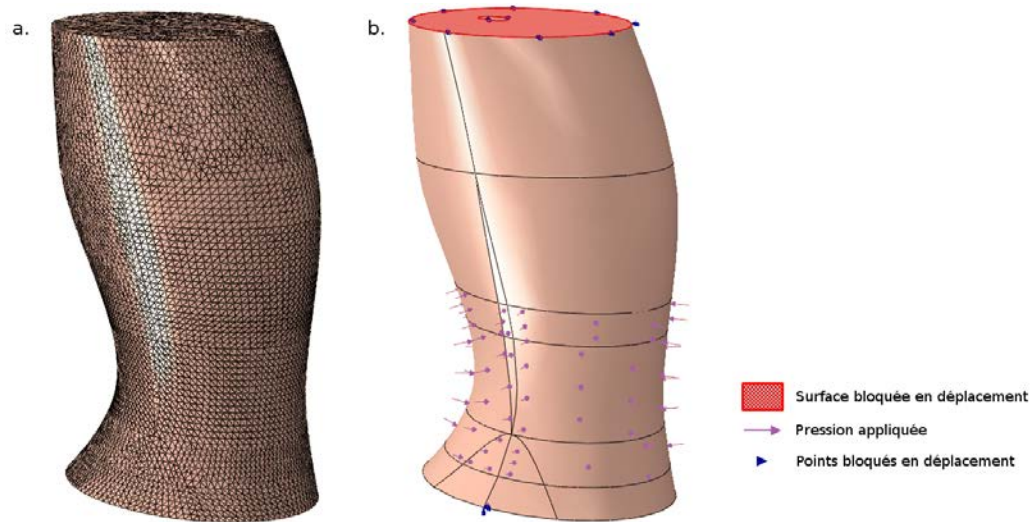 a.
b.
Surface bloquée en déplacement
Pression appliquée
Points bloqués en déplacement